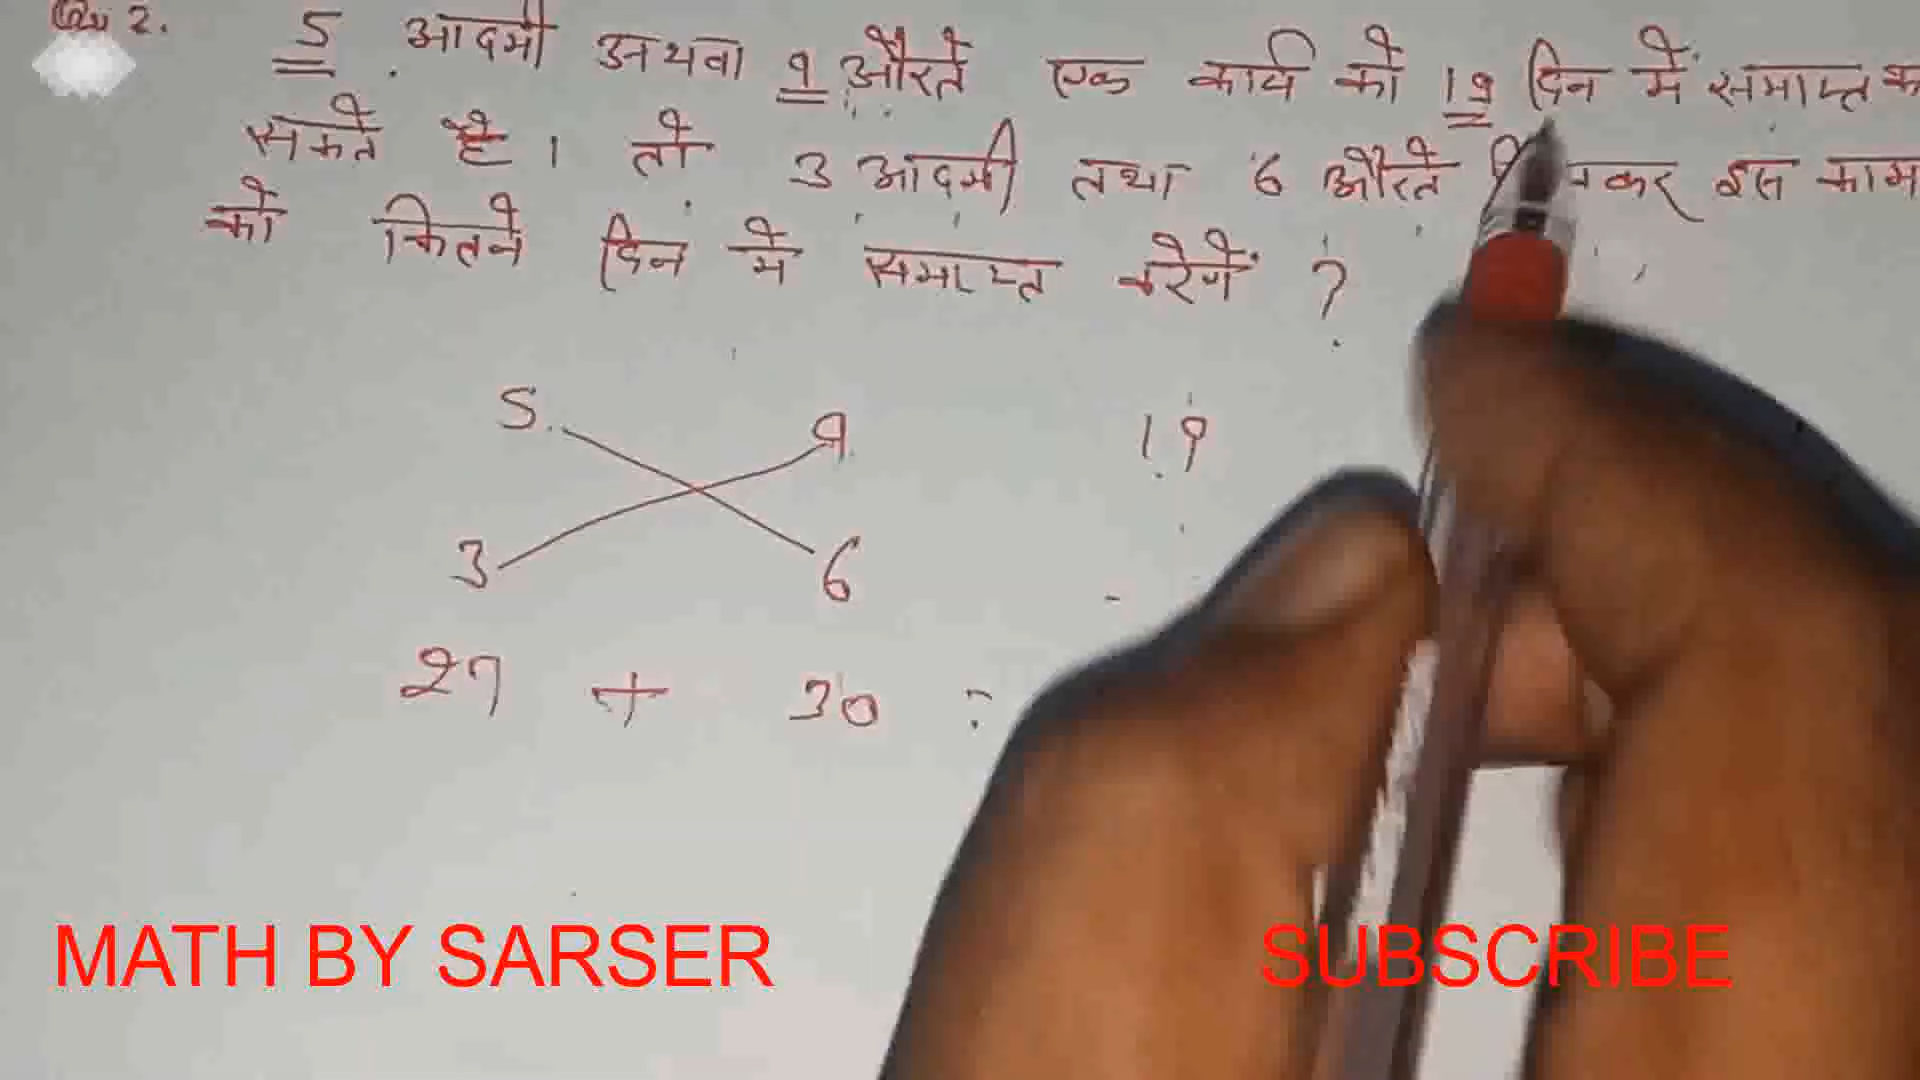 Que 2. 5 आदमी अथवा 9 औरते एक कार्य को 19 दिन में समाप्त क
सकते है । तो 3 आदमी तथा 6 औरते इस काम
को कितने दिन मे समाप्त करेगें ?
5 9 19
3 6
27 + 30 =
MATH BY SARSER SUBSCRIBE